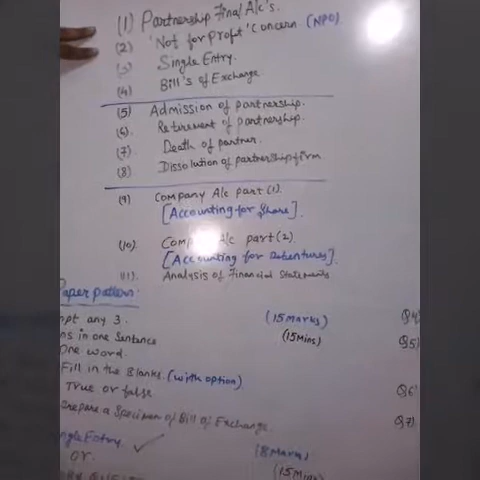 (1) Partnership Final A/c's.
(2) 'Not for profit' Concern (NPO)
(3) Single Entry.
(4) Bill's of Exchange
(5) Admission of partnership.
(6) Retirement of partnership.
(7) Death of partner.
(8) Dissolution of partnership firm
(9) Company A/c part (1).
[Accounting for Share]
(10) Comp A/c part (2).
[Accounting for Debentures].
(11). Analysis of Financial Statements
Paper pattern:
mpt any 3. (15 Marks) Q4
ns in one Sentence (15 Mins) Q5
One word.
Fill in the Blanks. (with option)
True or false Q6
Prepare a Specimen of Bill of Exchange Q7
ngle Entry. (8 Marks)
or. (15 Mins)